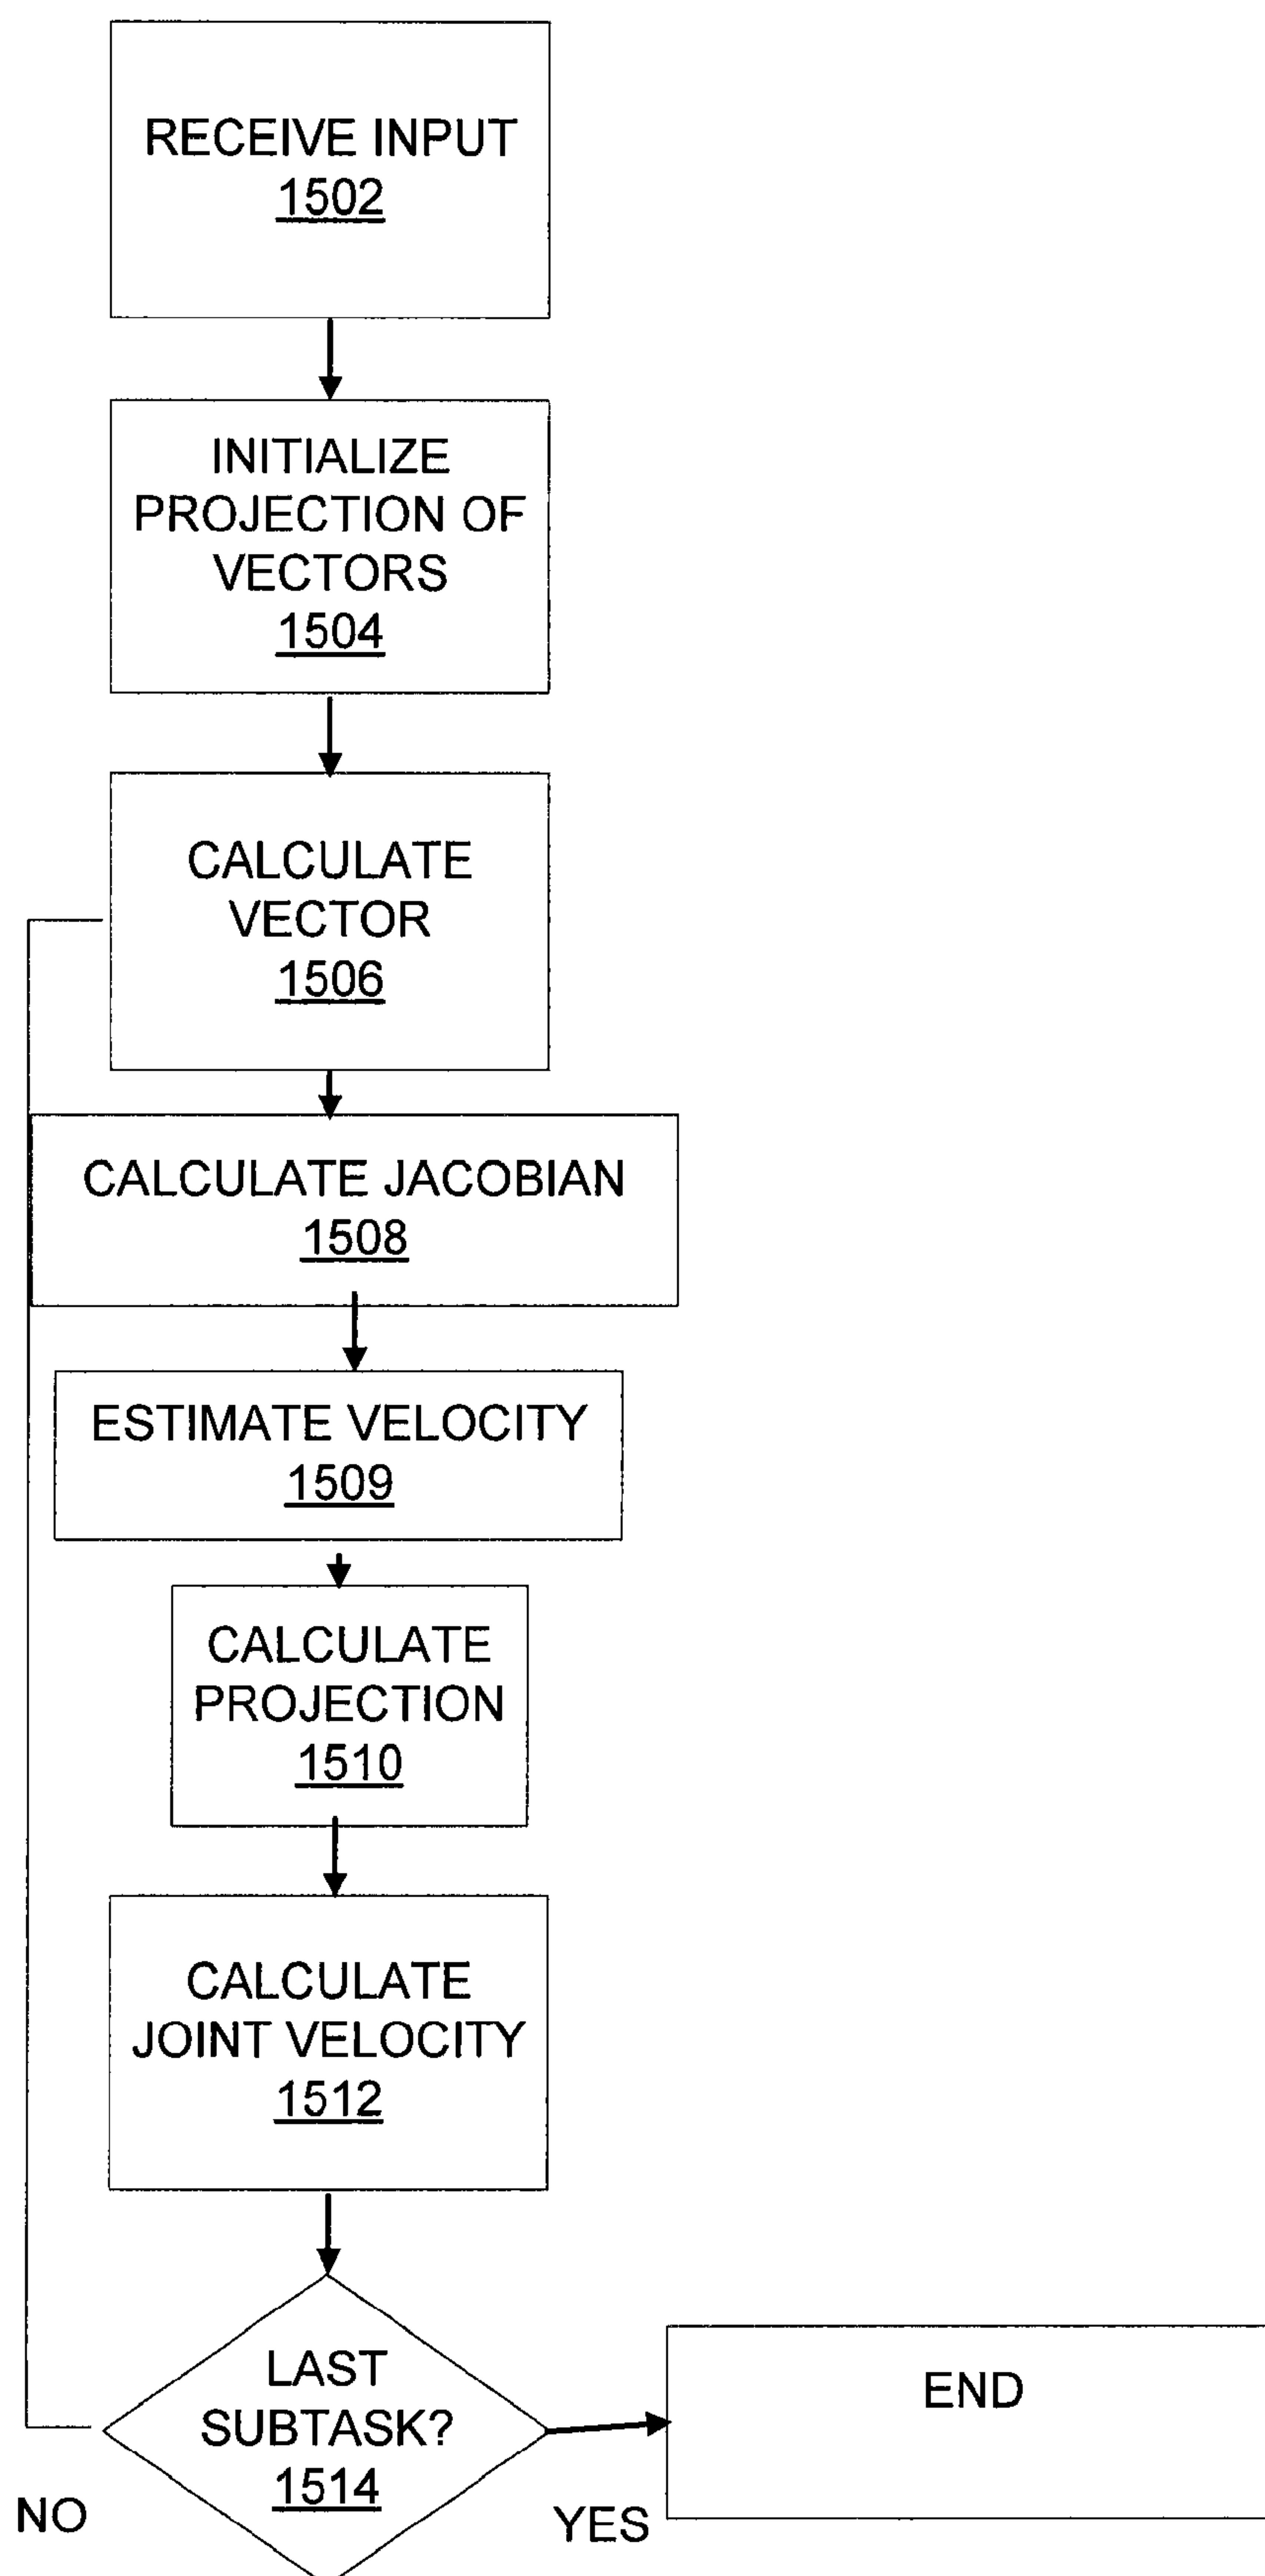 RECEIVE INPUT
1502
INITIALIZE
PROJECTION OF
VECTORS
1504
CALCULATE
VECTOR
1506
CALCULATE JACOBIAN
1508
ESTIMATE VELOCITY
1509
CALCULATE
PROJECTION
1510
CALCULATE
JOINT VELOCITY
1512
LAST
SUBTASK?
1514
END
NO
YES